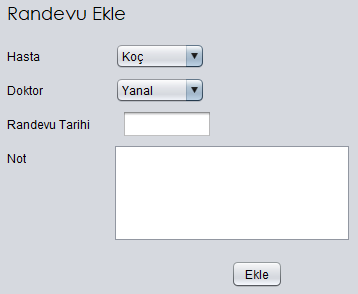 Randevu Ekle
Hasta Koç
Doktor Yanal
Randevu Tarihi
Not
Ekle